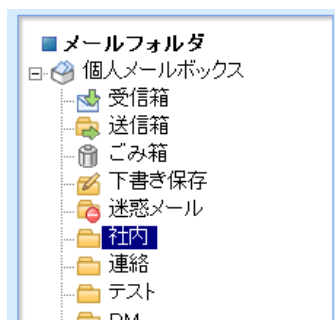 メールフォルダ
個人メールボックス
受信箱
送信箱
ごみ箱
下書き保存
迷惑メール
社内
連絡
テスト
DM